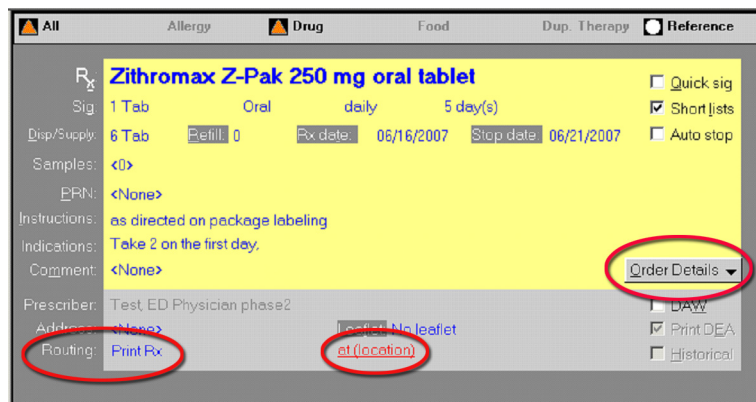 All Allergy Drug Food Dup. Therapy Reference
Rx Zithromax Z-Pak 250 mg oral tablet Quick sig
Sig: 1 Tab Oral daily 5 day(s) Short lists
Disp/Supply: 6 Tab Refill: 0 Rx date: 06/16/2007 Stop date: 06/21/2007 Auto stop
Samples: <0>
PRN: <None>
Instructions: as directed on package labeling
Indications: Take 2 on the first day,
Comment: <None> Order Details
Prescriber: Test, ED Physician phase2 DAW
Address: <None> Leaflet: No leaflet Print DEA
Routing: Print Rx at (location) Historical